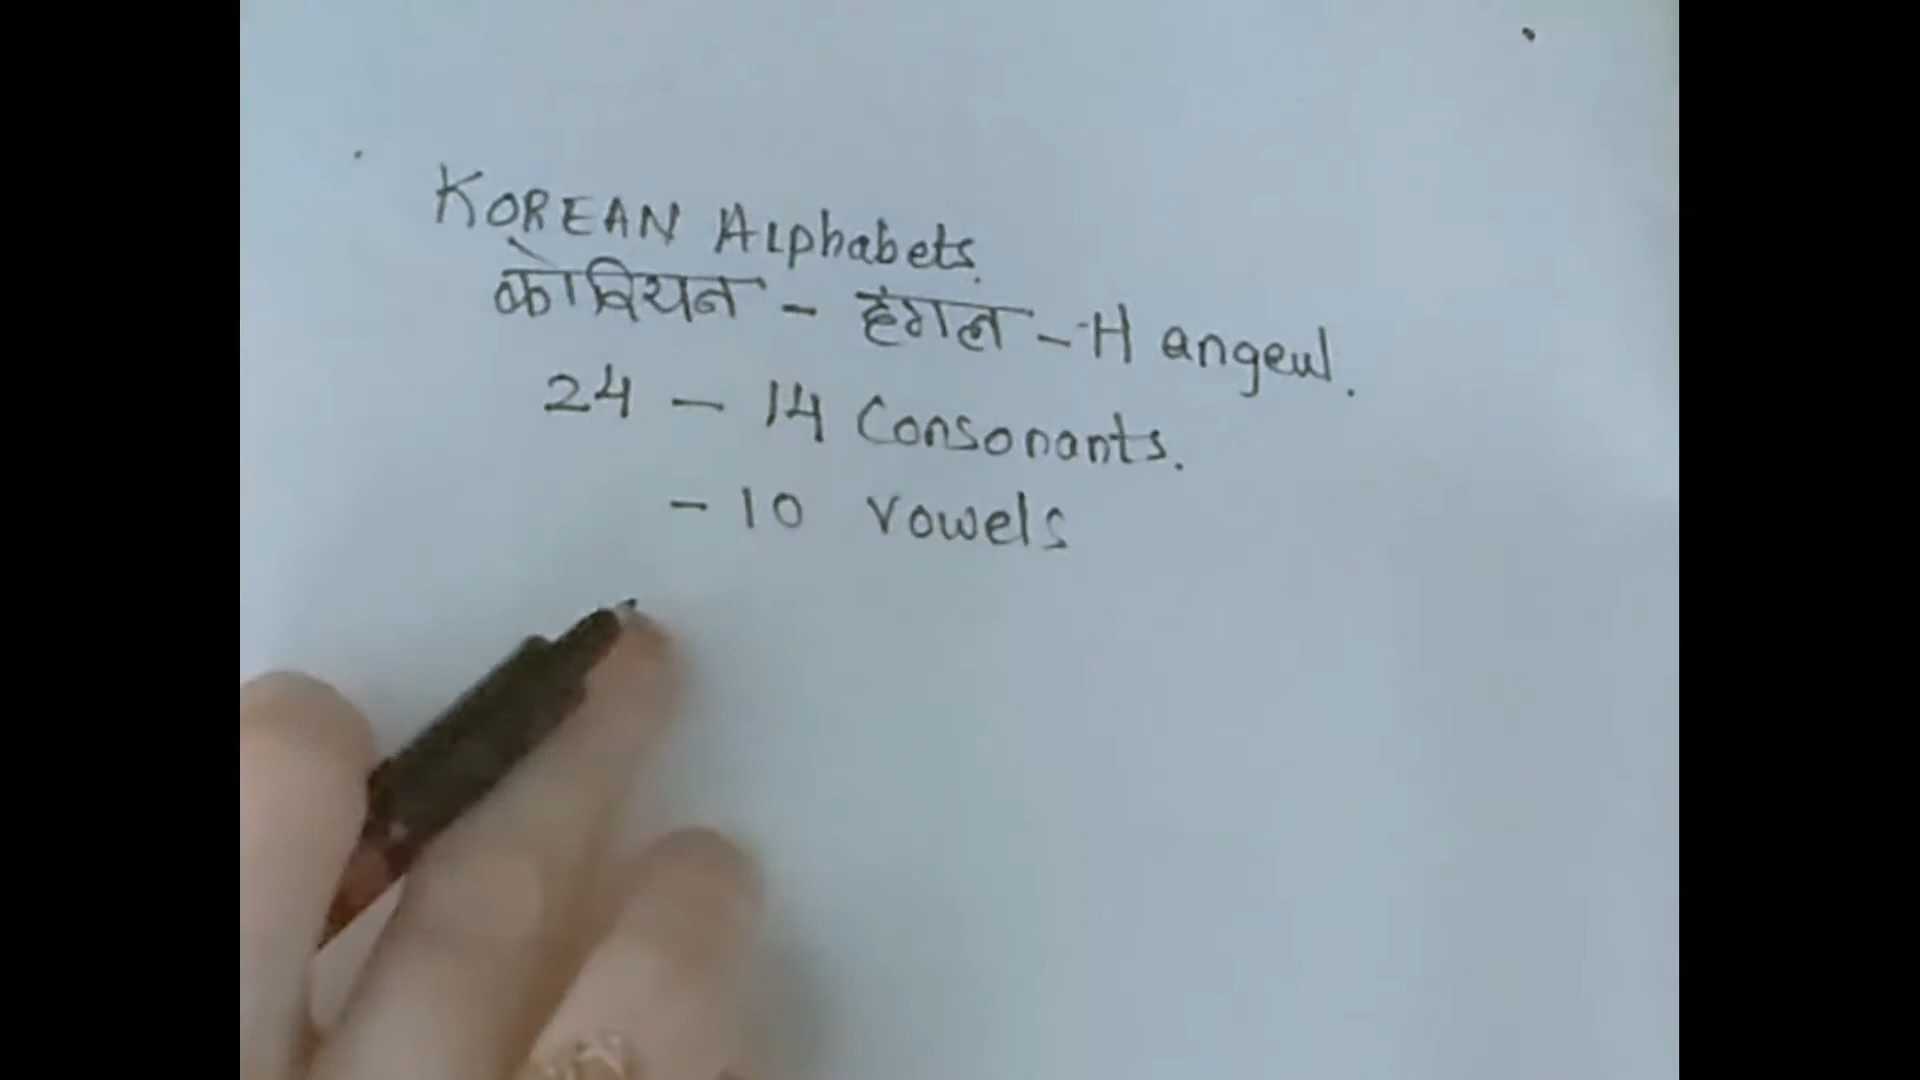 KOREAN Alphabets.
कोरियन - हंगल - Hangeul.
24 - 14 Consonants.
- 10 Vowels